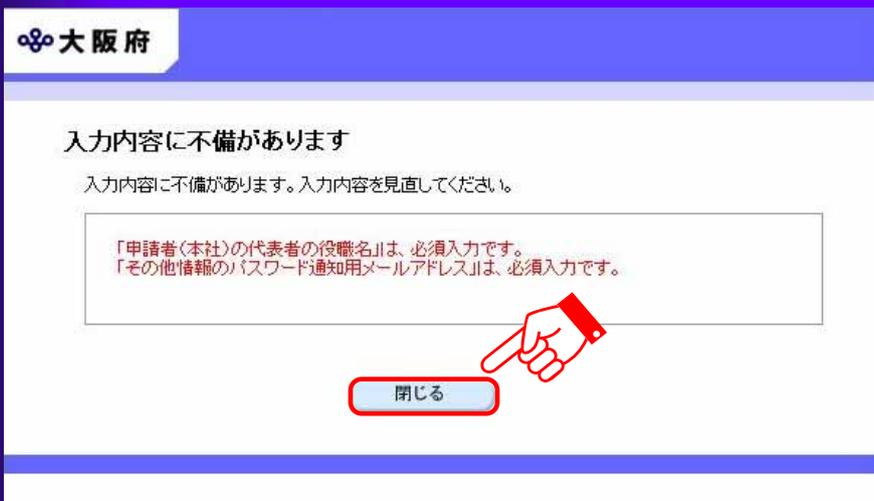 大阪府
入力内容に不備があります
入力内容に不備があります。入力内容を見直してください。
「申請者(本社)の代表者の役職名」は、必須入力です。
「その他情報のパスワード通知用メールアドレス」は、必須入力です。
閉じる